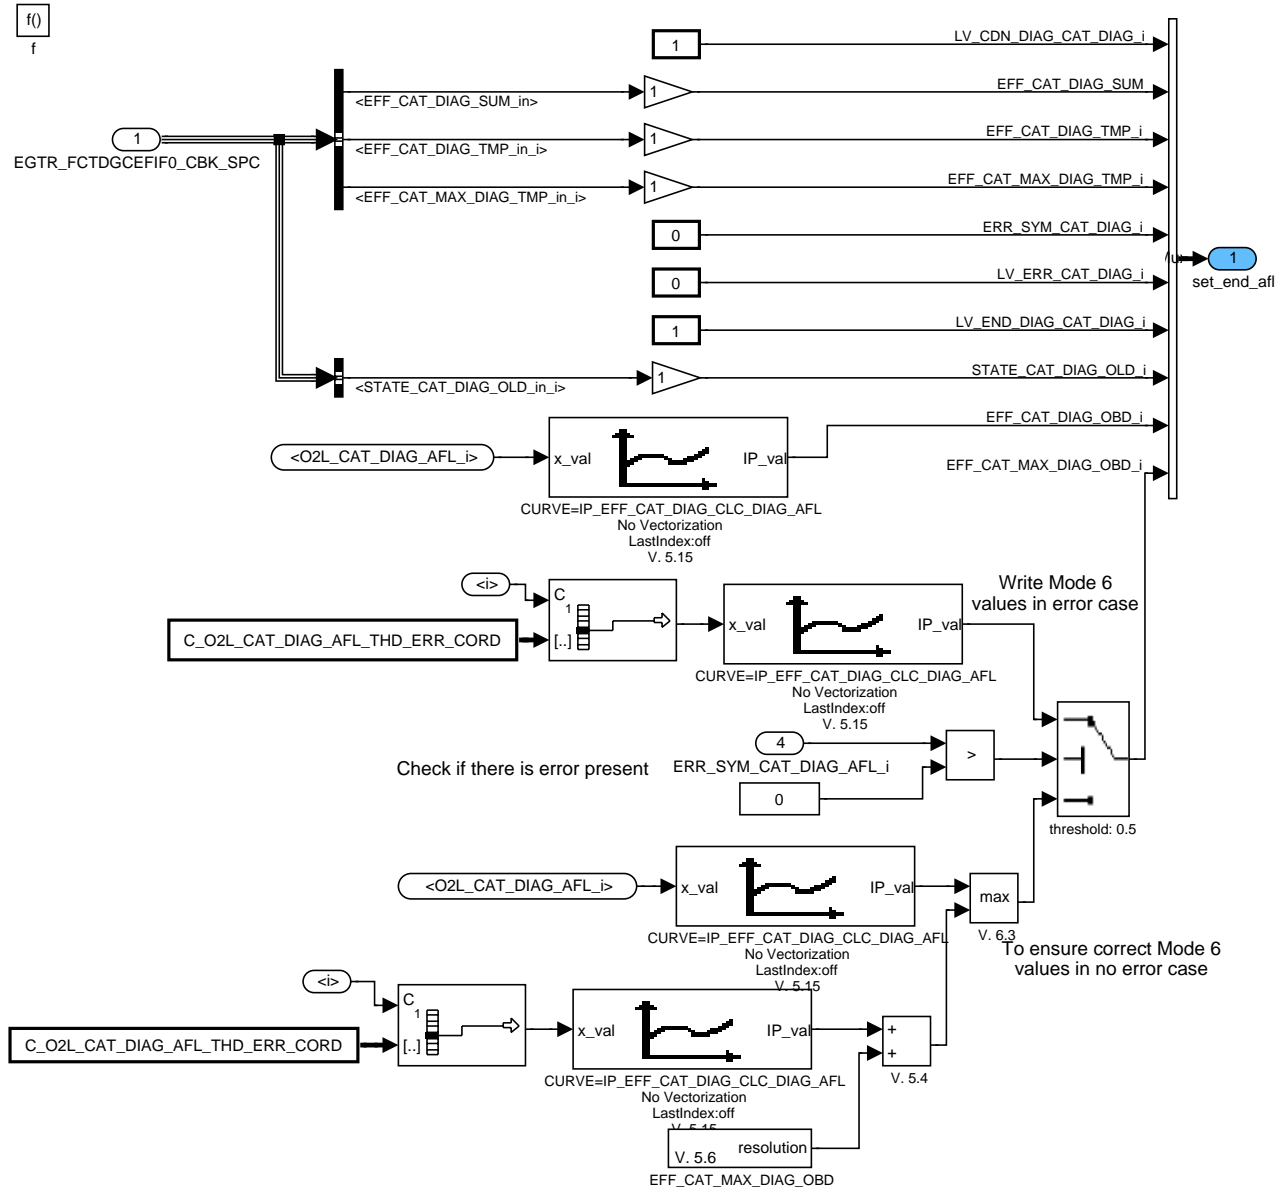 f()
f
1
LV_CDN_DIAG_CAT_DIAG_i
<EFF_CAT_DIAG_SUM_in>
1
EFF_CAT_DIAG_SUM
1
EGTR_FCTDGCEFIF0_CBK_SPC
<EFF_CAT_DIAG_TMP_in_i>
1
EFF_CAT_DIAG_TMP_i
<EFF_CAT_MAX_DIAG_TMP_in_i>
1
EFF_CAT_MAX_DIAG_TMP_i
0
ERR_SYM_CAT_DIAG_i
1
set_end_afl
0
LV_ERR_CAT_DIAG_i
1
LV_END_DIAG_CAT_DIAG_i
<STATE_CAT_DIAG_OLD_in_i>
1
STATE_CAT_DIAG_OLD_i
EFF_CAT_DIAG_OBD_i
<O2L_CAT_DIAG_AFL_i>
x_val
IP_val
EFF_CAT_MAX_DIAG_OBD_i
CURVE=IP_EFF_CAT_DIAG_CLC_DIAG_AFL
No Vectorization
LastIndex:off
V. 5.15
<i>
C_O2L_CAT_DIAG_AFL_THD_ERR_CORD
C
1
[..]
x_val
IP_val
Write Mode 6
values in error case
CURVE=IP_EFF_CAT_DIAG_CLC_DIAG_AFL
No Vectorization
LastIndex:off
V. 5.15
Check if there is error present
4
ERR_SYM_CAT_DIAG_AFL_i
0
>
threshold: 0.5
<O2L_CAT_DIAG_AFL_i>
x_val
IP_val
max
V. 6.3
CURVE=IP_EFF_CAT_DIAG_CLC_DIAG_AFL
No Vectorization
LastIndex:off
V. 5.15
To ensure correct Mode 6
values in no error case
<i>
C_O2L_CAT_DIAG_AFL_THD_ERR_CORD
C
1
[..]
x_val
IP_val
+
+
V. 5.4
CURVE=IP_EFF_CAT_DIAG_CLC_DIAG_AFL
No Vectorization
LastIndex:off
V. 5.15
resolution
V. 5.6
EFF_CAT_MAX_DIAG_OBD